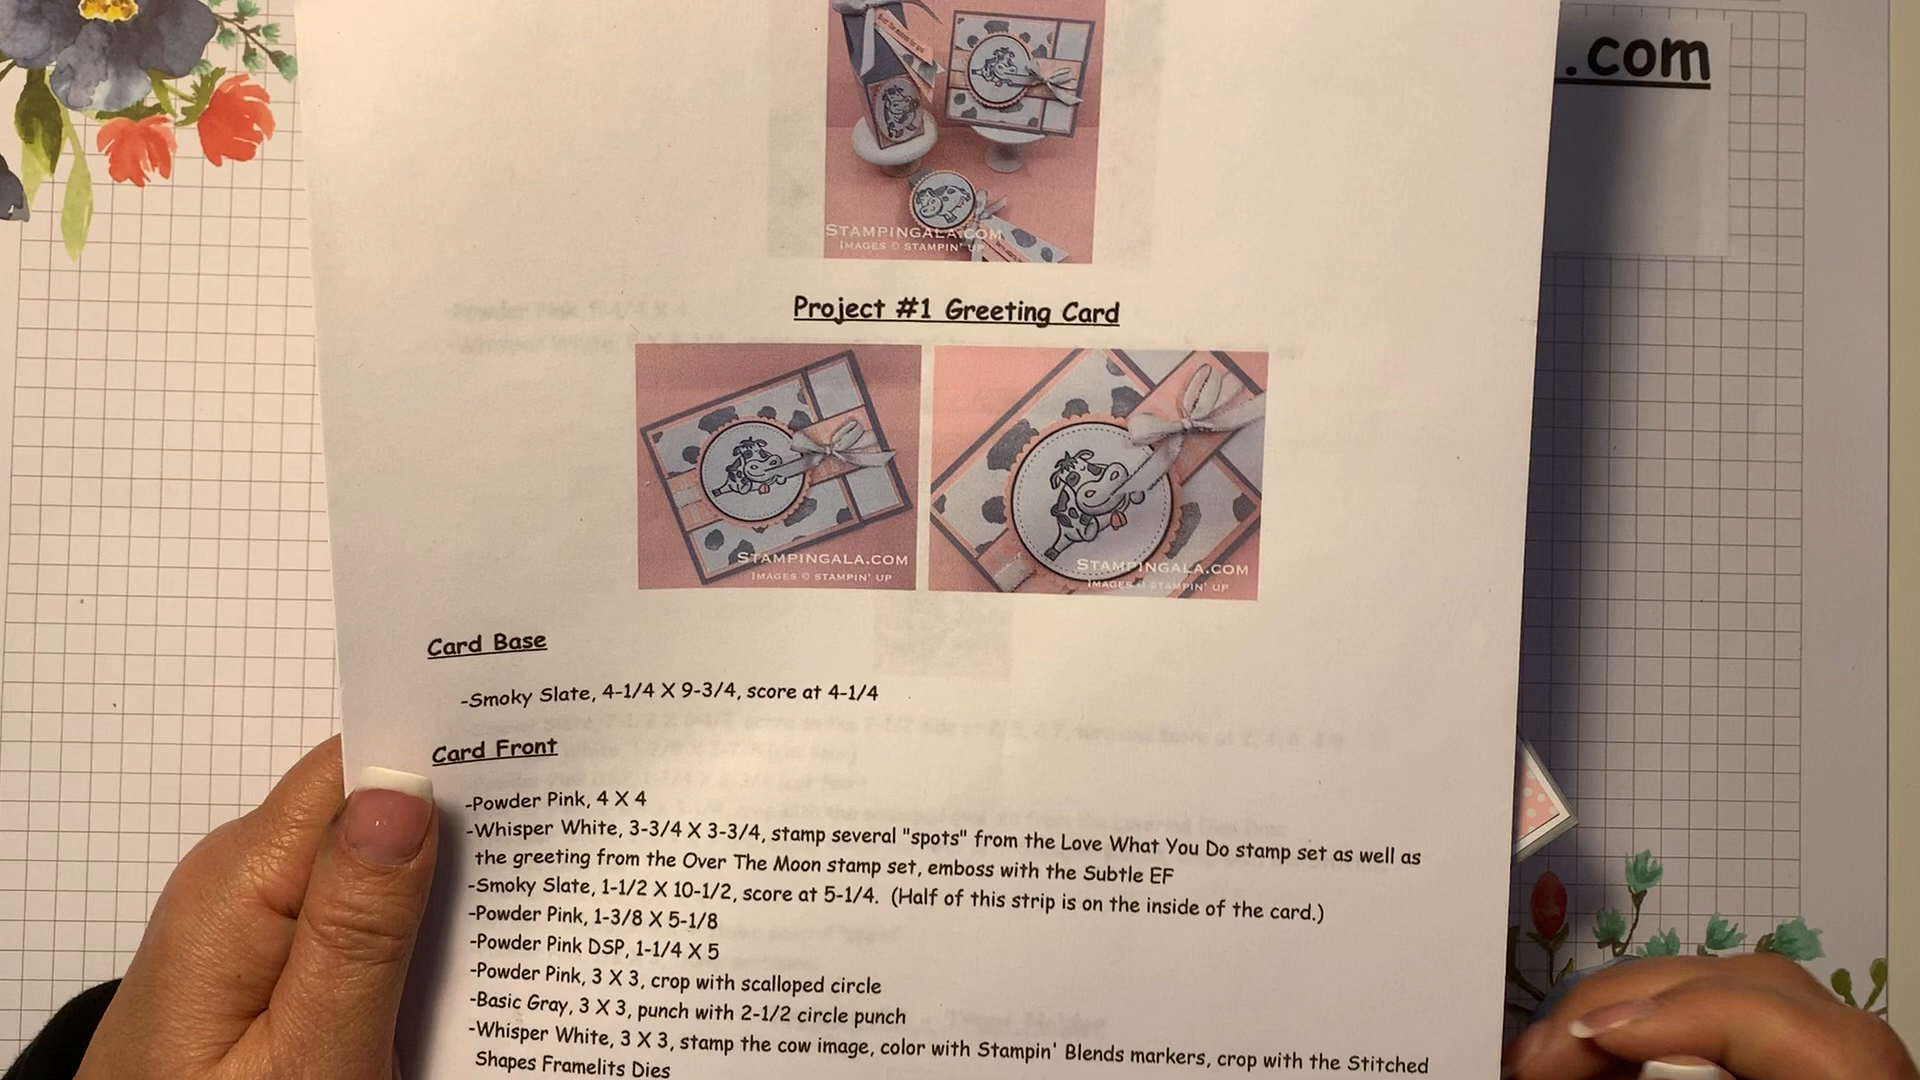 .com
STAMPINGALA.COM
IMAGES © STAMPIN' UP
Project #1 Greeting Card
STAMPINGALA.COM
IMAGES © STAMPIN' UP
STAMPINGALA.COM
IMAGES © STAMPIN' UP
Card Base
-Smoky Slate, 4-1/4 X 9-3/4, score at 4-1/4
Card Front
-Powder Pink, 4 X 4
-Whisper White, 3-3/4 X 3-3/4, stamp several "spots" from the Love What You Do stamp set as well as
the greeting from the Over The Moon stamp set, emboss with the Subtle EF
-Smoky Slate, 1-1/2 X 10-1/2, score at 5-1/4. (Half of this strip is on the inside of the card.)
-Powder Pink, 1-3/8 X 5-1/8
-Powder Pink DSP, 1-1/4 X 5
-Powder Pink, 3 X 3, crop with scalloped circle
-Basic Gray, 3 X 3, punch with 2-1/2 circle punch
-Whisper White, 3 X 3, stamp the cow image, color with Stampin' Blends markers, crop with the Stitched
Shapes Framelits Dies